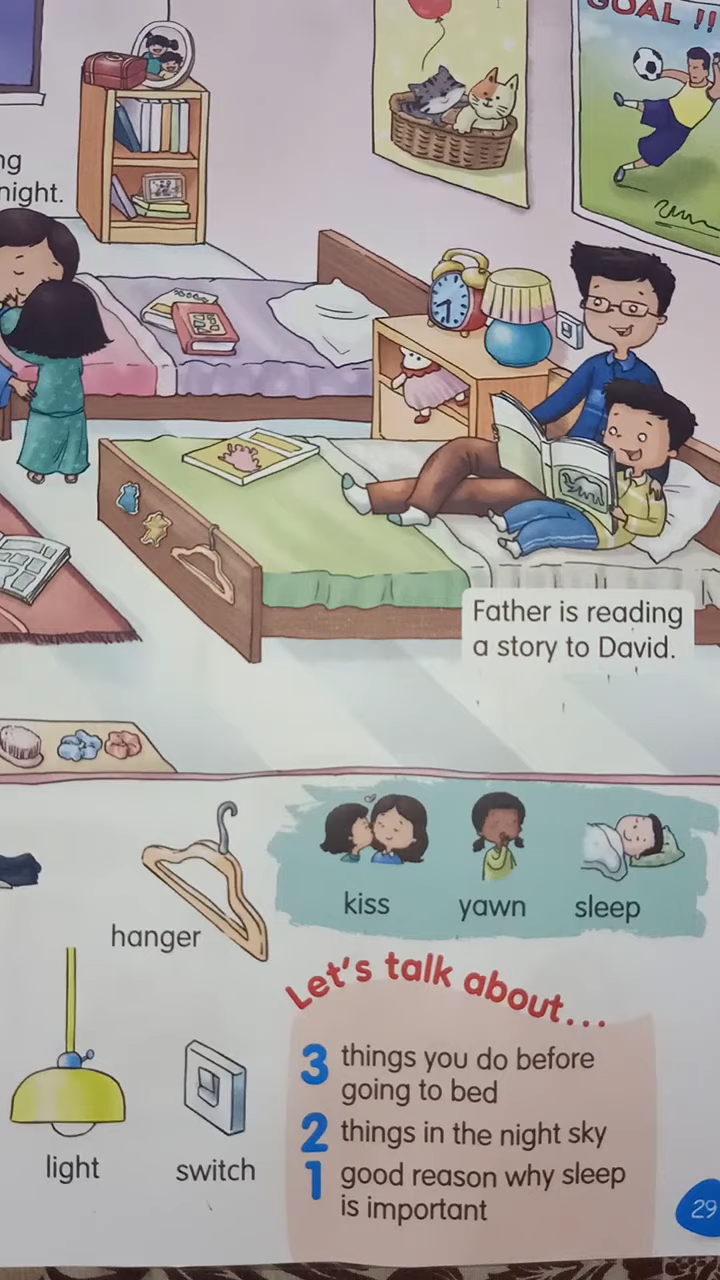 GOAL !!
ng
night.
Father is reading
a story to David.
hanger
kiss
yawn
sleep
light
switch
Let's talk about...
3 things you do before
going to bed
2 things in the night sky
1 good reason why sleep
is important
29